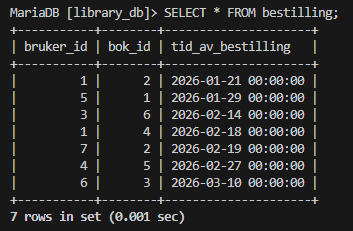 MariaDB [library_db]> SELECT * FROM bestilling;
+-----------+--------+---------------------+
| bruker_id | bok_id | tid_av_bestilling   |
+-----------+--------+---------------------+
|         1 |      2 | 2026-01-21 00:00:00 |
|         5 |      1 | 2026-01-29 00:00:00 |
|         3 |      6 | 2026-02-14 00:00:00 |
|         1 |      4 | 2026-02-18 00:00:00 |
|         7 |      2 | 2026-02-19 00:00:00 |
|         4 |      5 | 2026-02-27 00:00:00 |
|         6 |      3 | 2026-03-10 00:00:00 |
+-----------+--------+---------------------+
7 rows in set (0.001 sec)